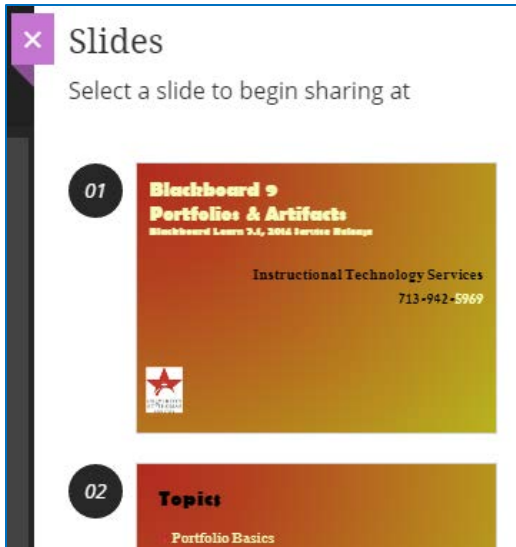 Slides
Select a slide to begin sharing at
01
Blackboard 9
Portfolios & Artifacts
Blackboard Learn 9.1, 2014 Service Release
Instructional Technology Services
713-942-5969
02
Topics
Portfolio Basics